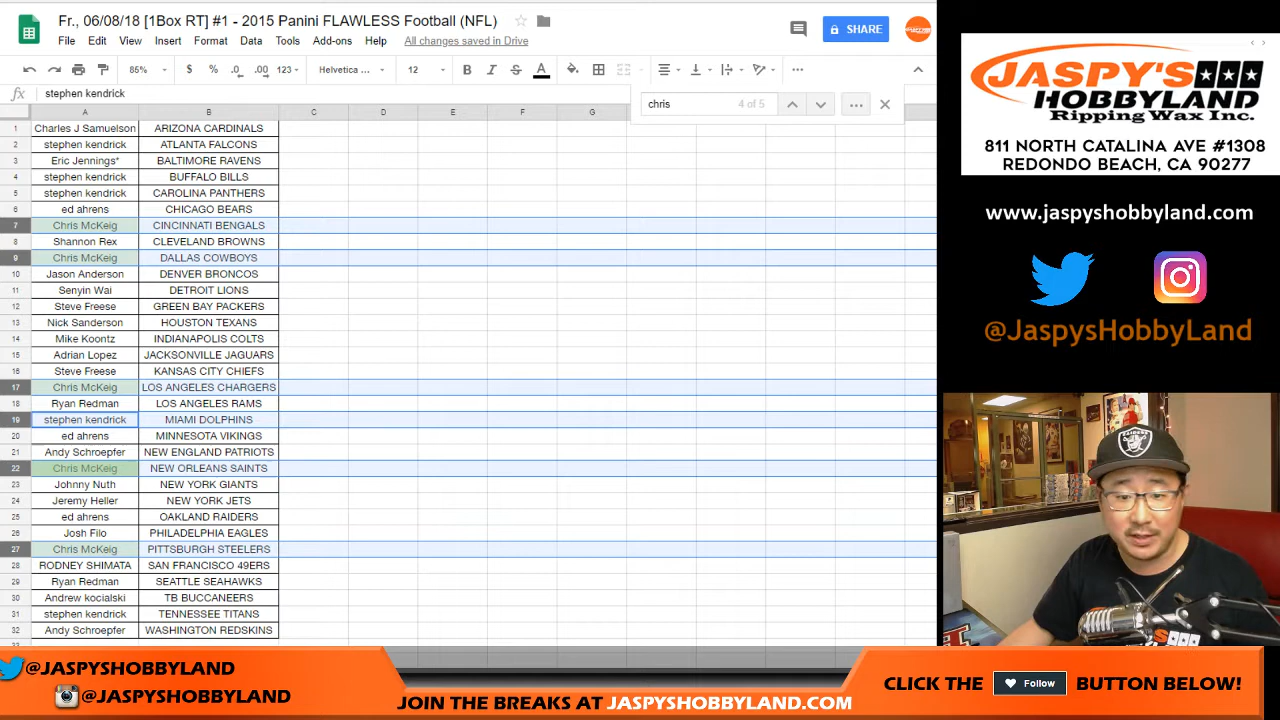 Fr., 06/08/18 [1Box RT] #1 - 2015 Panini FLAWLESS Football (NFL)
File Edit View Insert Format Data Tools Add-ons Help All changes saved in Drive
SHARE
85% $ % .0 .00 123 Helvetica ... 12 B I S A
fx stephen kendrick
chris 4 of 5
A B C D E F G
1 Charles J Samuelson ARIZONA CARDINALS
2 stephen kendrick ATLANTA FALCONS
3 Eric Jennings* BALTIMORE RAVENS
4 stephen kendrick BUFFALO BILLS
5 stephen kendrick CAROLINA PANTHERS
6 ed ahrens CHICAGO BEARS
7 Chris McKeig CINCINNATI BENGALS
8 Shannon Rex CLEVELAND BROWNS
9 Chris McKeig DALLAS COWBOYS
10 Jason Anderson DENVER BRONCOS
11 Senyin Wai DETROIT LIONS
12 Steve Freese GREEN BAY PACKERS
13 Nick Sanderson HOUSTON TEXANS
14 Mike Koontz INDIANAPOLIS COLTS
15 Adrian Lopez JACKSONVILLE JAGUARS
16 Steve Freese KANSAS CITY CHIEFS
17 Chris McKeig LOS ANGELES CHARGERS
18 Ryan Redman LOS ANGELES RAMS
19 stephen kendrick MIAMI DOLPHINS
20 ed ahrens MINNESOTA VIKINGS
21 Andy Schroepfer NEW ENGLAND PATRIOTS
22 Chris McKeig NEW ORLEANS SAINTS
23 Johnny Nuth NEW YORK GIANTS
24 Jeremy Heller NEW YORK JETS
25 ed ahrens OAKLAND RAIDERS
26 Josh Filo PHILADELPHIA EAGLES
27 Chris McKeig PITTSBURGH STEELERS
28 RODNEY SHIMATA SAN FRANCISCO 49ERS
29 Ryan Redman SEATTLE SEAHAWKS
30 Andrew kocialski TB BUCCANEERS
31 stephen kendrick TENNESSEE TITANS
32 Andy Schroepfer WASHINGTON REDSKINS
JASPY'S
HOBBYLAND
Ripping Wax Inc.
811 NORTH CATALINA AVE #1308
REDONDO BEACH, CA 90277
www.jaspyshobbyland.com
@JaspysHobbyLand
RAIDERS
@JASPYSHOBBYLAND
@JASPYSHOBBYLAND
JOIN THE BREAKS AT JASPYSHOBBYLAND.COM
CLICK THE Follow BUTTON BELOW!